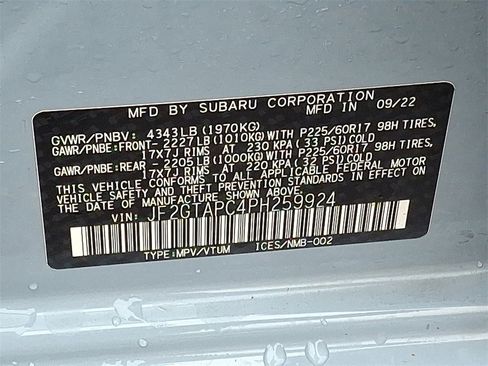 MFD BY SUBARU CORPORATION IN 09/22
GVWR/PNBV: 4343LB(1970KG)
GAWR/PNBE:FRONT- 2227LB(1010KG)WITH P225/60R17 98H TIRES,
17x7J RIMS AT 230 KPA(33 PSI)COLD
GAWR/PNBE:REAR 2205LB(1000KG)WITH P225/60R17 98H TIRES,
17x7J RIMS AT 220 KPA(32 PSI)COLD
THIS VEHICLE CONFORMS TO ALL APPLICABLE FEDERAL MOTOR
VEHICLE SAFETY AND THEFT PREVENTION STANDARDS IN EFFECT
ON THE DATE OF MANUFACTURE SHOWN ABOVE.
VIN: JF2GTAPC4PH259924
TYPE:MPV/VTUM ICES/NMB-002